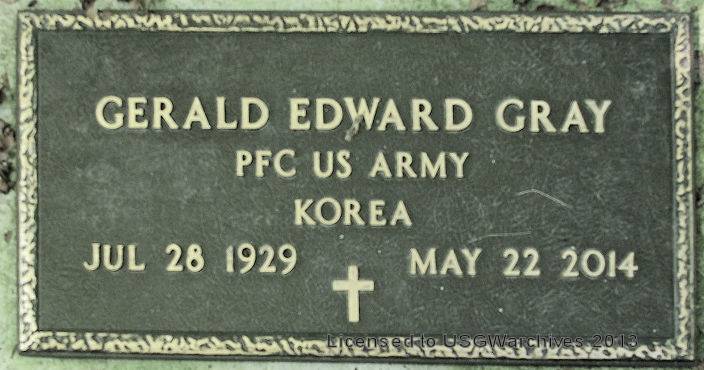 GERALD EDWARD GRAY
PFC US ARMY
KOREA
JUL 28 1929 MAY 22 2014
Licensed to USGWarchives 2013